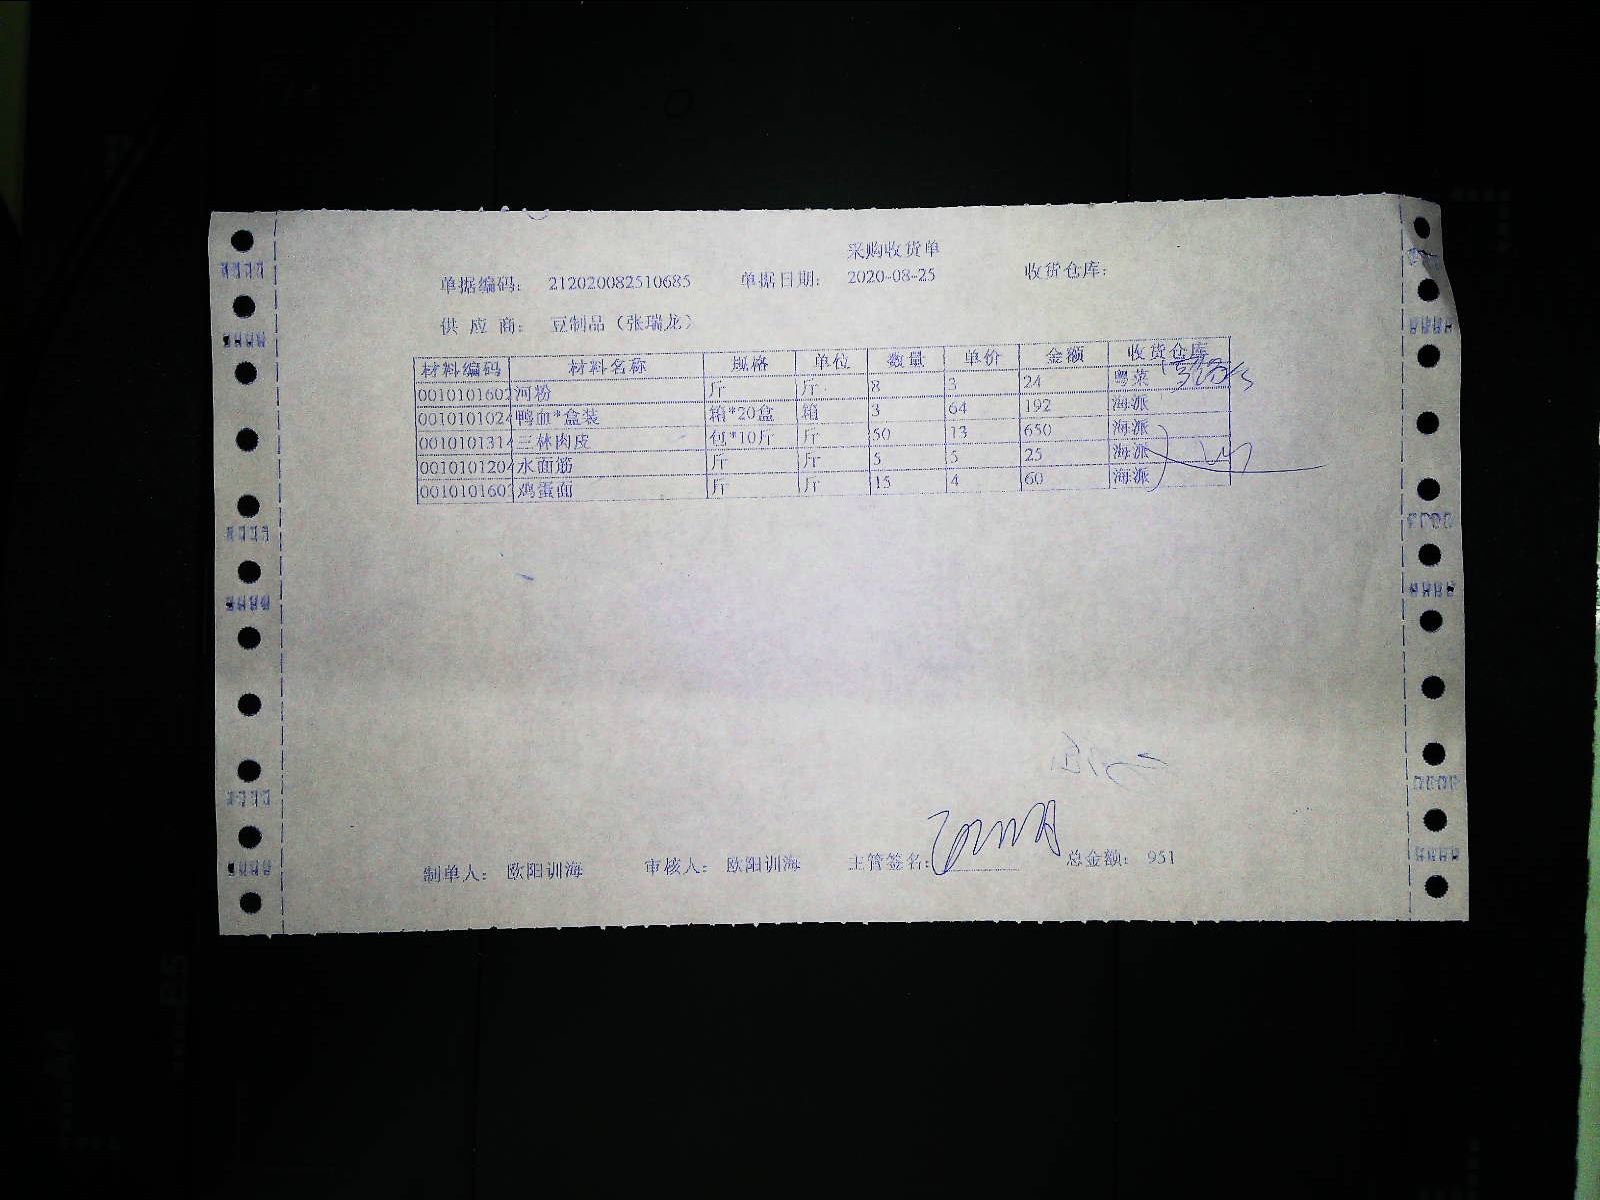 采购收货单
单据编码： 212020082510685 单据日期： 2020-08-25 收货仓库：
供 应 商： 豆制品（张瑞龙）
材料编码 材料名称 规格 单位 数量 单价 金额 收货仓库
0010101602 河粉 斤 斤 8 3 24 粤菜
0010101024 鸭血*盒装 箱*20盒 箱 3 64 192 海派
0010101314 三林肉皮 包*10斤 斤 50 13 650 海派
0010101204 水面筋 斤 斤 5 5 25 海派
001010160 鸡蛋面 斤 斤 15 4 60 海派
制单人： 欧阳训海 审核人： 欧阳训海 主管签名： 总金额： 951